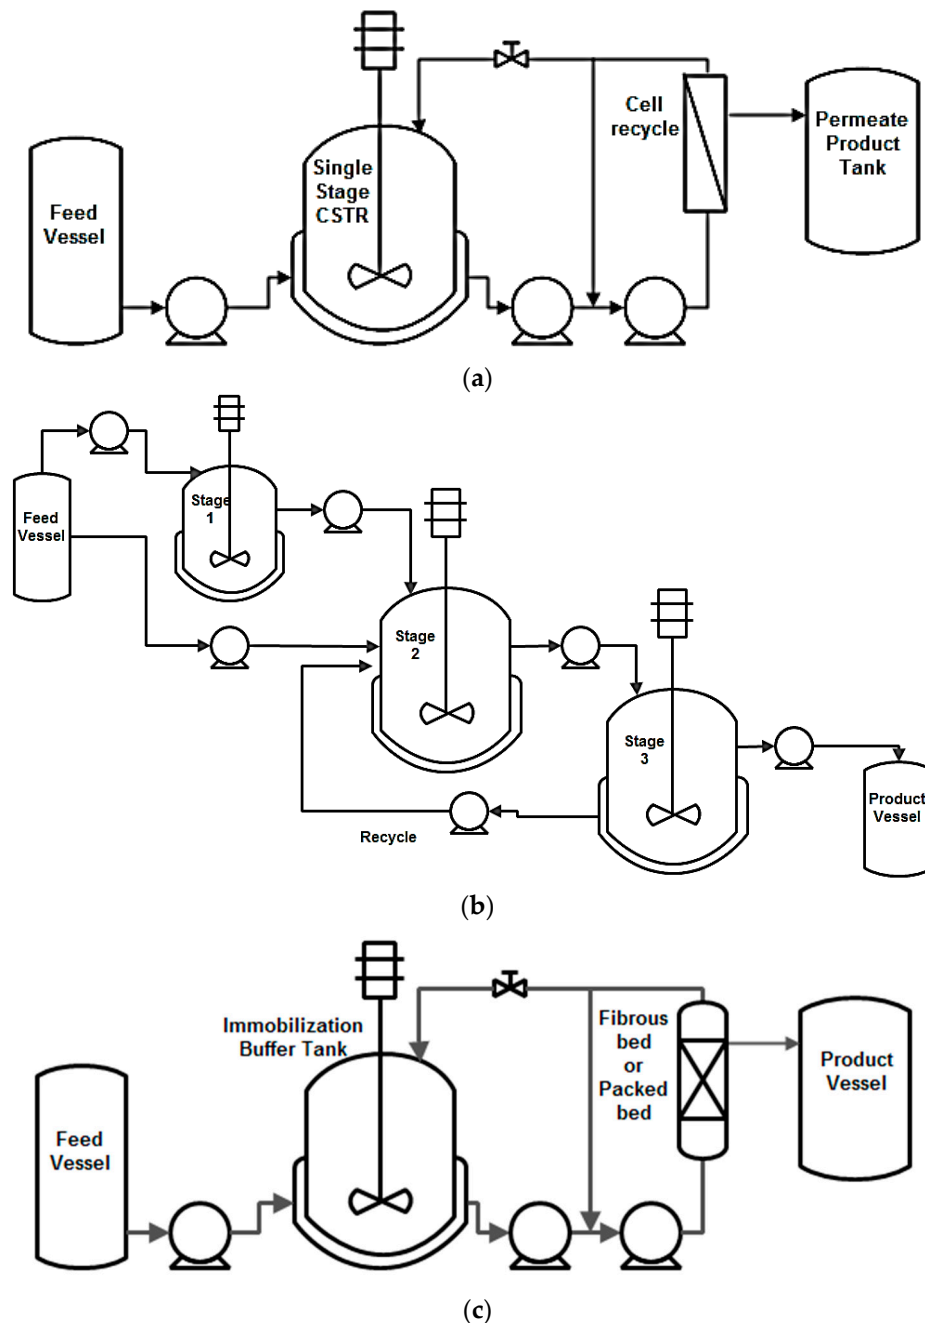 Feed
Vessel
Single
Stage
CSTR
Cell
recycle
Permeate
Product
Tank
(a)
Feed
Vessel
Stage
1
Stage
2
Stage
3
Recycle
Product
Vessel
(b)
Feed
Vessel
Immobilization
Buffer Tank
Fibrous
bed
or
Packed
bed
Product
Vessel
(c)